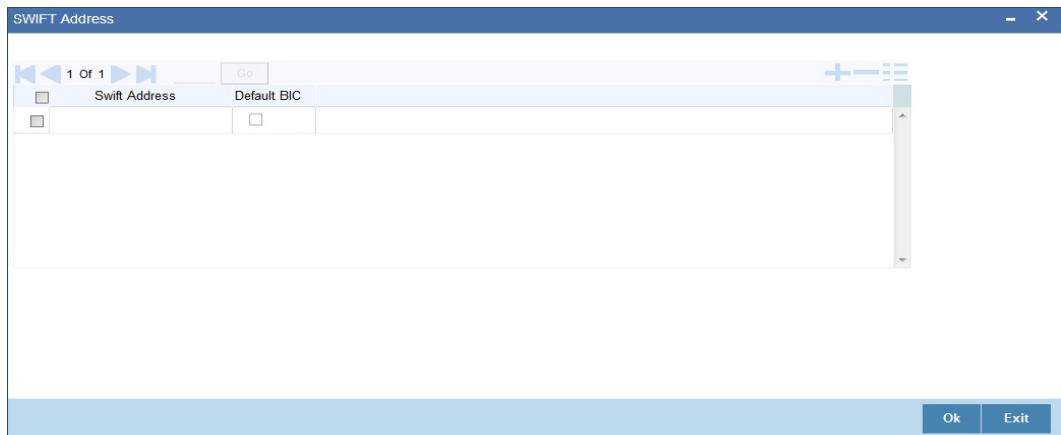 SWIFT Address
1 Of 1 Go
Swift Address Default BIC
Ok Exit